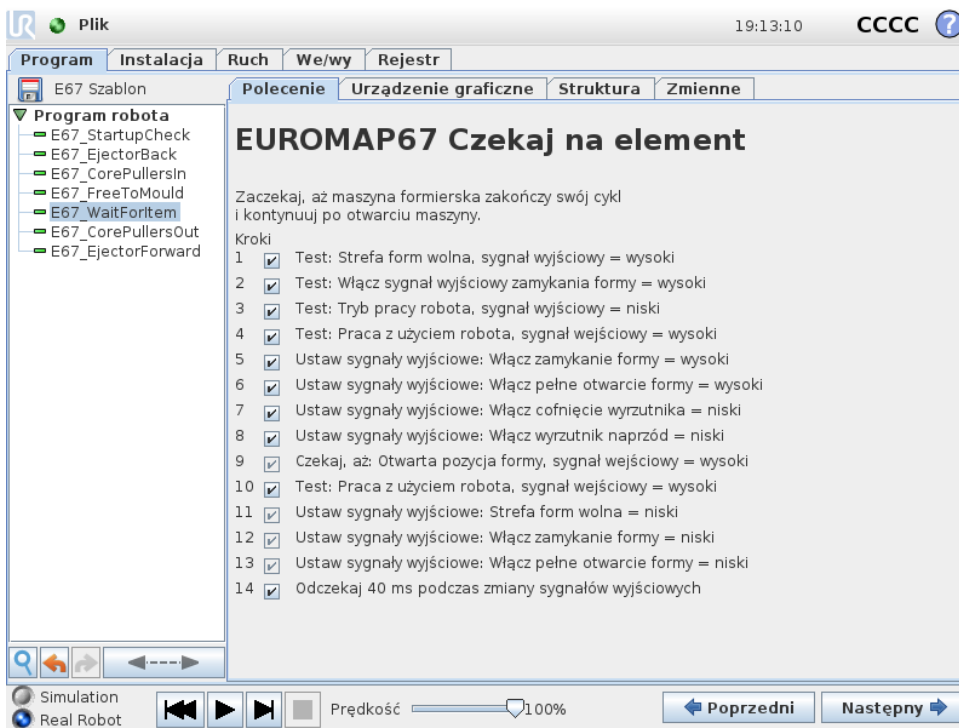 UR Plik 19:13:10 CCCC ?
Program Instalacja Ruch We/wy Rejestr
E67 Szablon Polecenie Urządzenie graficzne Struktura Zmienne
Program robota
E67_StartupCheck
E67_EjectorBack
E67_CorePullersIn
E67_FreeToMould
E67_WaitForItem
E67_CorePullersOut
E67_EjectorForward
EUROMAP67 Czekaj na element
Zaczekaj, aż maszyna formierska zakończy swój cykl
i kontynuuj po otwarciu maszyny.
Kroki
1 Test: Strefa form wolna, sygnał wyjściowy = wysoki
2 Test: Włącz sygnał wyjściowy zamykania formy = wysoki
3 Test: Tryb pracy robota, sygnał wyjściowy = niski
4 Test: Praca z użyciem robota, sygnał wejściowy = wysoki
5 Ustaw sygnały wyjściowe: Włącz zamykanie formy = wysoki
6 Ustaw sygnały wyjściowe: Włącz pełne otwarcie formy = wysoki
7 Ustaw sygnały wyjściowe: Włącz cofnięcie wyrzutnika = niski
8 Ustaw sygnały wyjściowe: Włącz wyrzutnik naprzód = niski
9 Czekaj, aż: Otwarta pozycja formy, sygnał wejściowy = wysoki
10 Test: Praca z użyciem robota, sygnał wejściowy = wysoki
11 Ustaw sygnały wyjściowe: Strefa form wolna = niski
12 Ustaw sygnały wyjściowe: Włącz zamykanie formy = niski
13 Ustaw sygnały wyjściowe: Włącz pełne otwarcie formy = niski
14 Odczekaj 40 ms podczas zmiany sygnałów wyjściowych
Simulation
Real Robot
Prędkość 100%
Poprzedni Następny